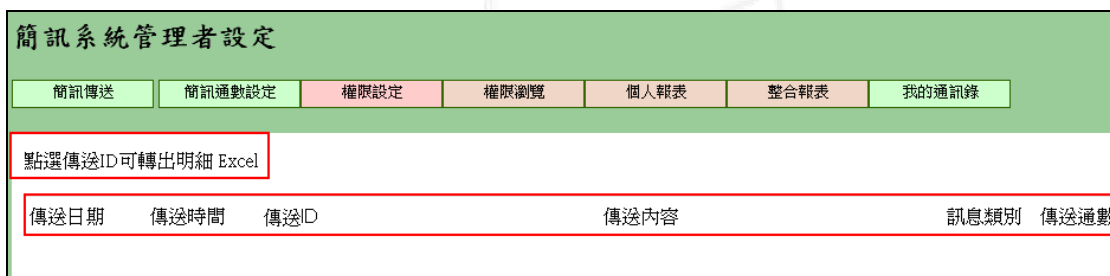 簡訊系統管理者設定
簡訊傳送 簡訊通數設定 權限設定 權限瀏覽 個人報表 整合報表 我的通訊錄
點選傳送ID可轉出明細 Excel
傳送日期 傳送時間 傳送ID 傳送內容 訊息類別 傳送通數